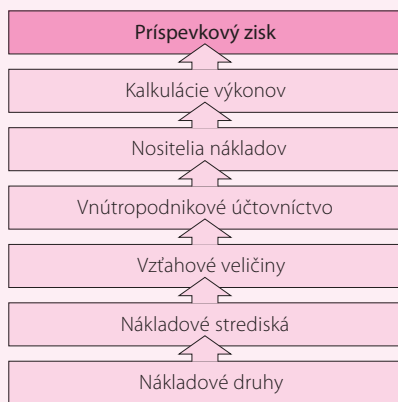 Príspevkový zisk
Kalkulácie výkonov
Nositelia nákladov
Vnútropodnikové účtovníctvo
Vzťahové veličiny
Nákladové strediská
Nákladové druhy